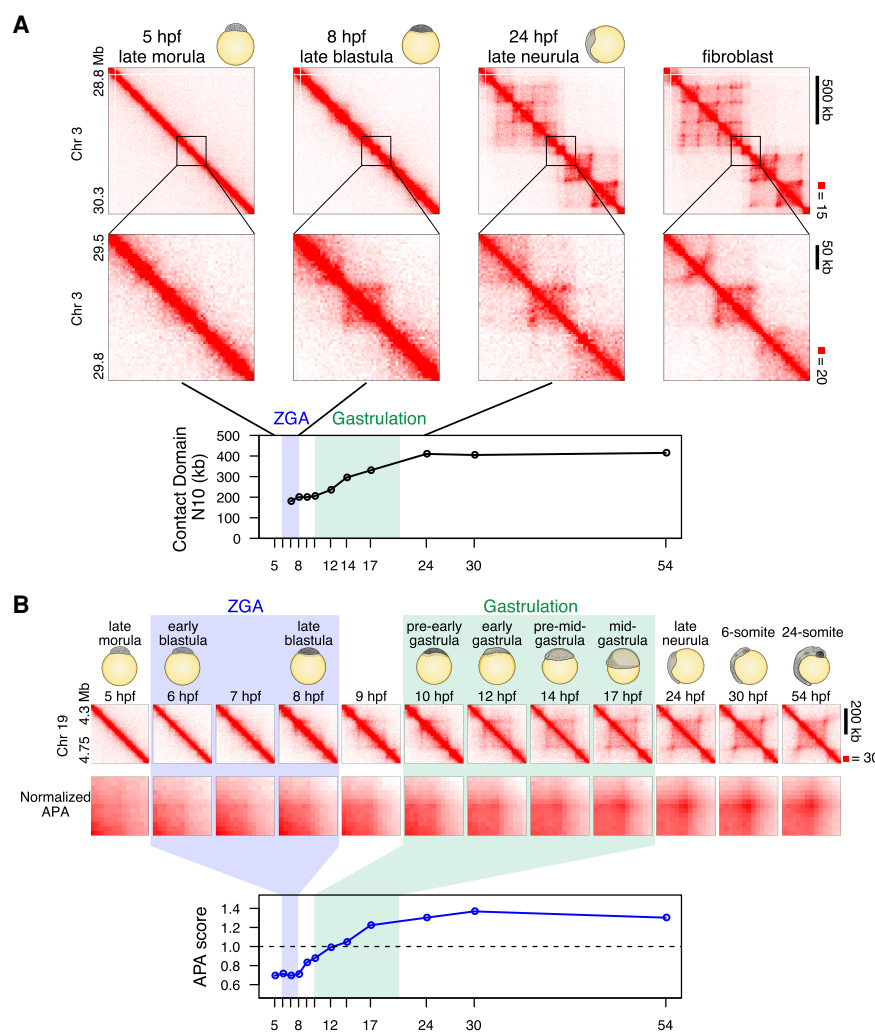 A
5 hpf
late morula
8 hpf
late blastula
24 hpf
late neurula
fibroblast
28.8 Mb
Chr 3
30.3
500 kb
= 15
29.5
Chr 3
29.8
50 kb
= 20
ZGA
Gastrulation
Contact Domain
N10 (kb)
500
400
300
200
100
0
5 8 12 14 17 24 30 54
B
ZGA
Gastrulation
late
morula
early
blastula
late
blastula
pre-early
gastrula
early
gastrula
pre-mid-
gastrula
mid-
gastrula
late
neurula
6-somite
24-somite
5 hpf 6 hpf 7 hpf 8 hpf 9 hpf 10 hpf 12 hpf 14 hpf 17 hpf 24 hpf 30 hpf 54 hpf
4.3 Mb
Chr 19
4.75
200 kb
= 30
Normalized
APA
APA score
1.4
1.2
1.0
0.8
0.6
5 8 12 17 24 30 54